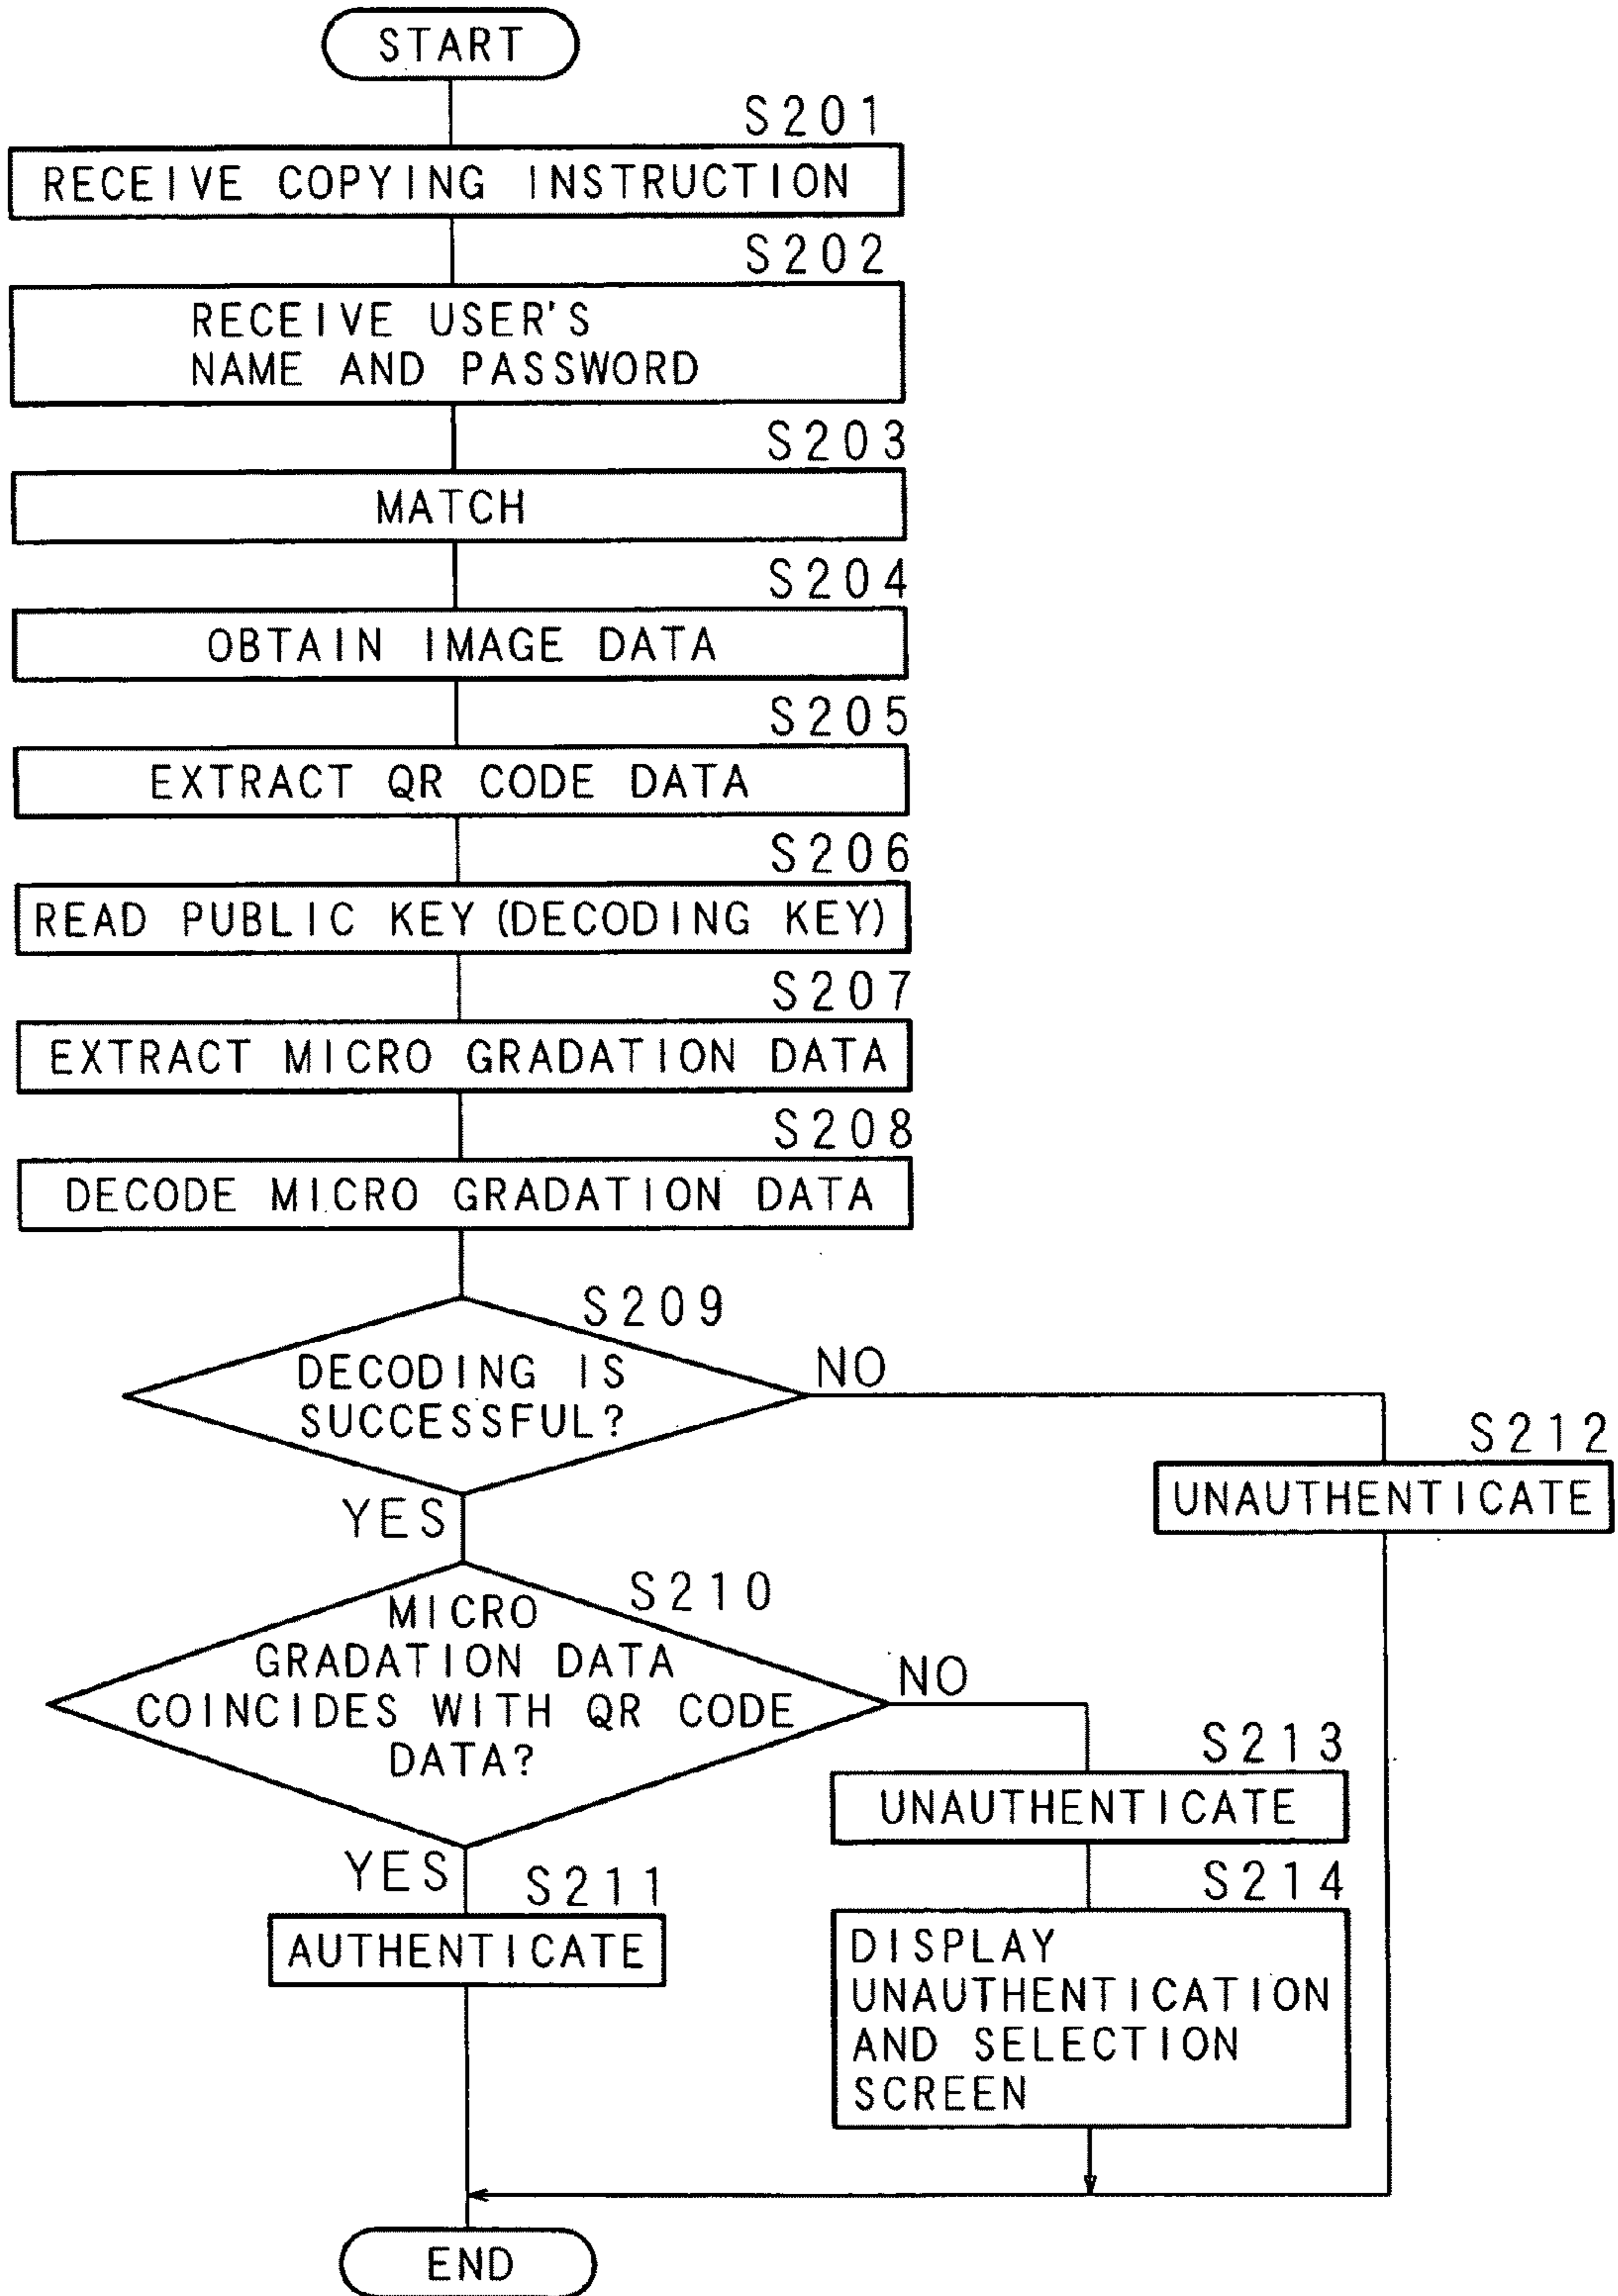 START
S201
RECEIVE COPYING INSTRUCTION
S202
RECEIVE USER'S
NAME AND PASSWORD
S203
MATCH
S204
OBTAIN IMAGE DATA
S205
EXTRACT QR CODE DATA
S206
READ PUBLIC KEY (DECODING KEY)
S207
EXTRACT MICRO GRADATION DATA
S208
DECODE MICRO GRADATION DATA
S209
DECODING IS
SUCCESSFUL?
NO
YES
S212
UNAUTHENTICATE
S210
MICRO
GRADATION DATA
COINCIDES WITH QR CODE
DATA?
NO
YES
S213
UNAUTHENTICATE
S211
AUTHENTICATE
S214
DISPLAY
UNAUTHENTICATION
AND SELECTION
SCREEN
END